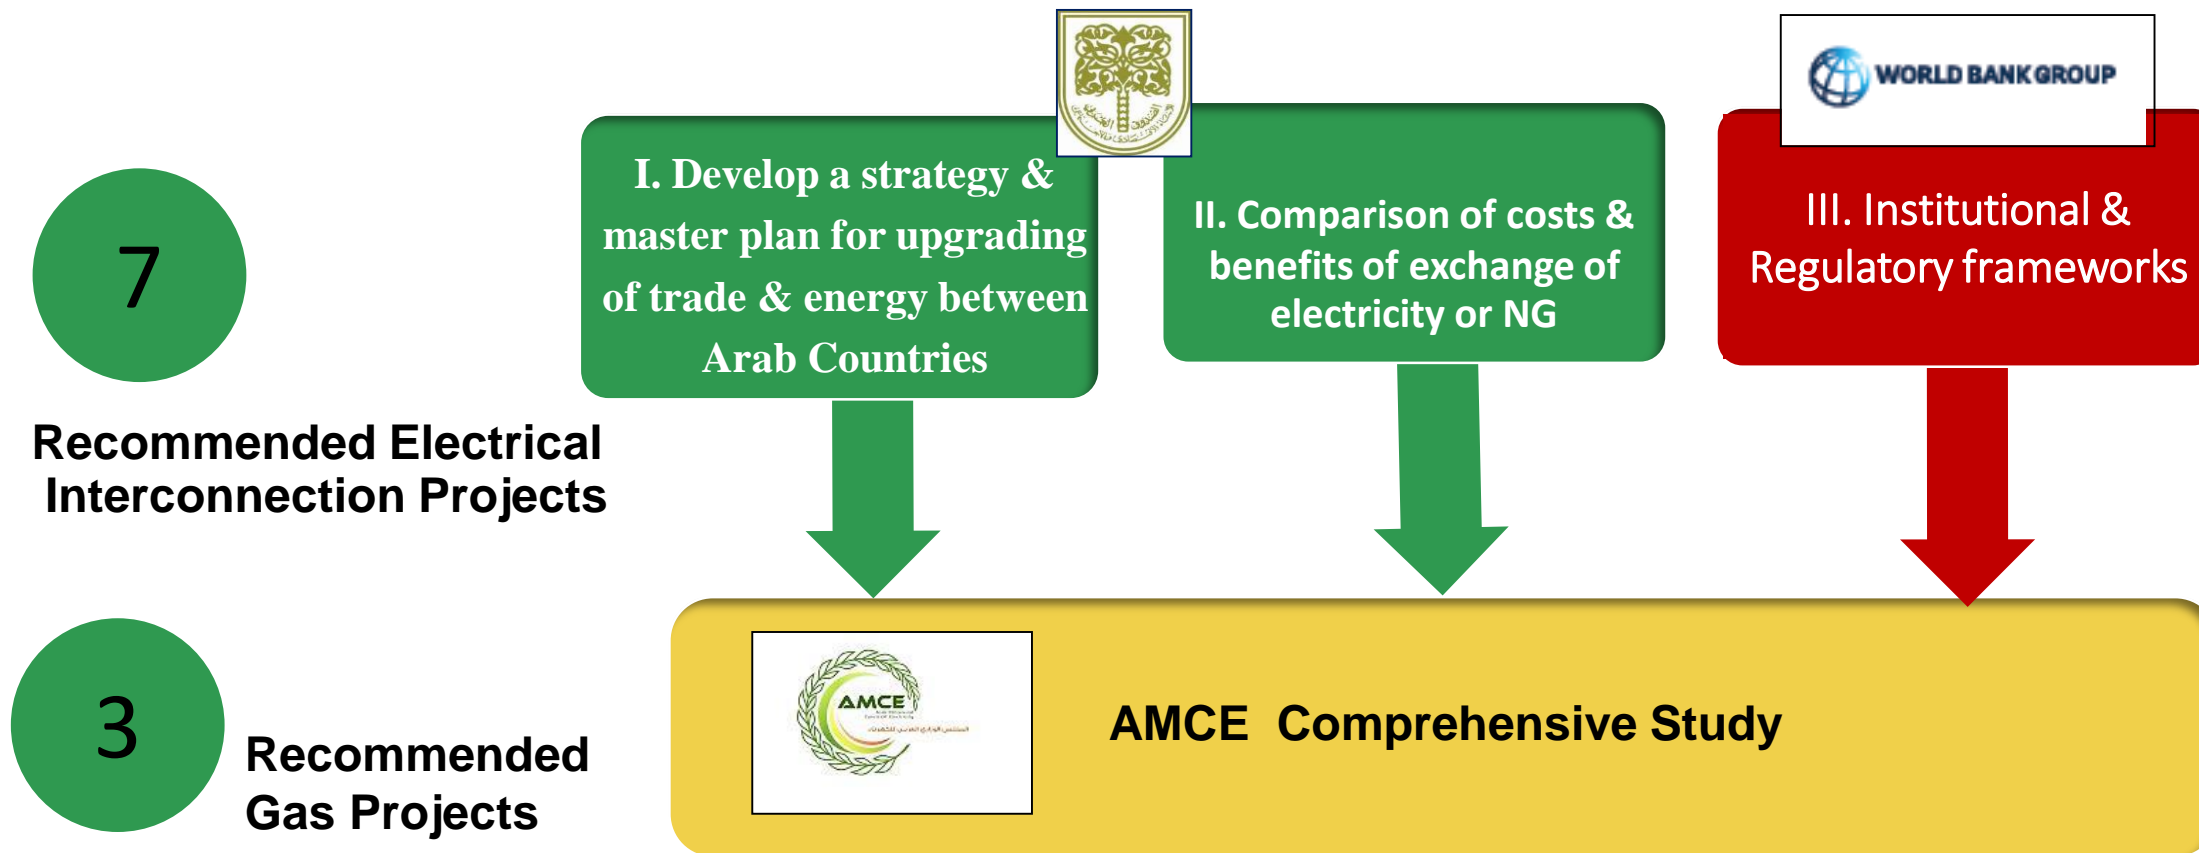 WORLD BANK GROUP
I. Develop a strategy &
master plan for upgrading
of trade & energy between
Arab Countries
II. Comparison of costs &
benefits of exchange of
electricity or NG
III. Institutional &
Regulatory frameworks
7
Recommended Electrical
Interconnection Projects
3
Recommended
Gas Projects
AMCE
AMCE Comprehensive Study